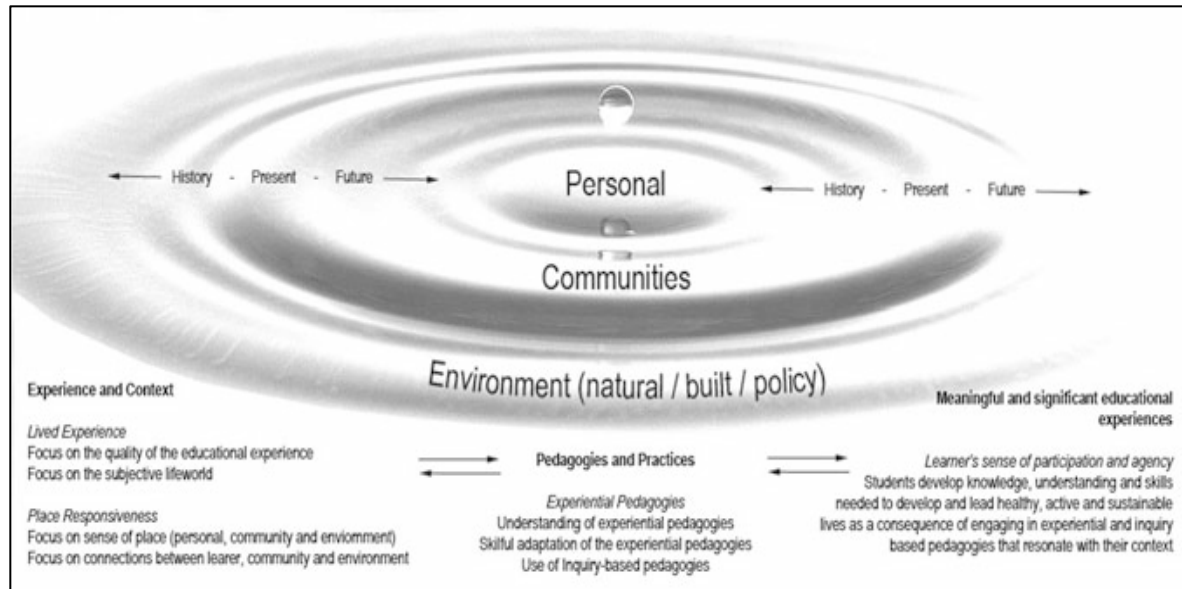 History - Present - Future
Personal
History - Present - Future
Communities
Environment (natural / built / policy)
Experience and Context
Lived Experience
Focus on the quality of the educational experience
Focus on the subjective lifeworld
Place Responsiveness
Focus on sense of place (personal, community and enviornment)
Focus on connections between learer, community and environment
Pedagogies and Practices
Experiential Pedagogies
Understanding of experiential pedagogies
Skilful adaptation of the experiential pedagogies
Use of Inquiry-based pedagogies
Meaningful and significant educational
experiences
Learner's sense of participation and agency
Students develop knowledge, understanding and skills
needed to develop and lead healthy, active and sustainable
lives as a consequence of engaging in experiential and inquiry
based pedagogies that resonate with their context